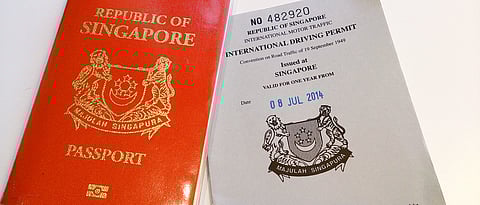 REPUBLIC OF
SINGAPORE
MAJULAH SINGAPURA
PASSPORT
NO 482920
REPUBLIC OF SINGAPORE
INTERNATIONAL MOTOR TRAFFIC
INTERNATIONAL DRIVING PERMIT
Convention on Road Traffic of 19 September 1949
Issued at
SINGAPORE
VALID FOR ONE YEAR FROM
Date 08 JUL 2014
MAJULAH SINGAPURA